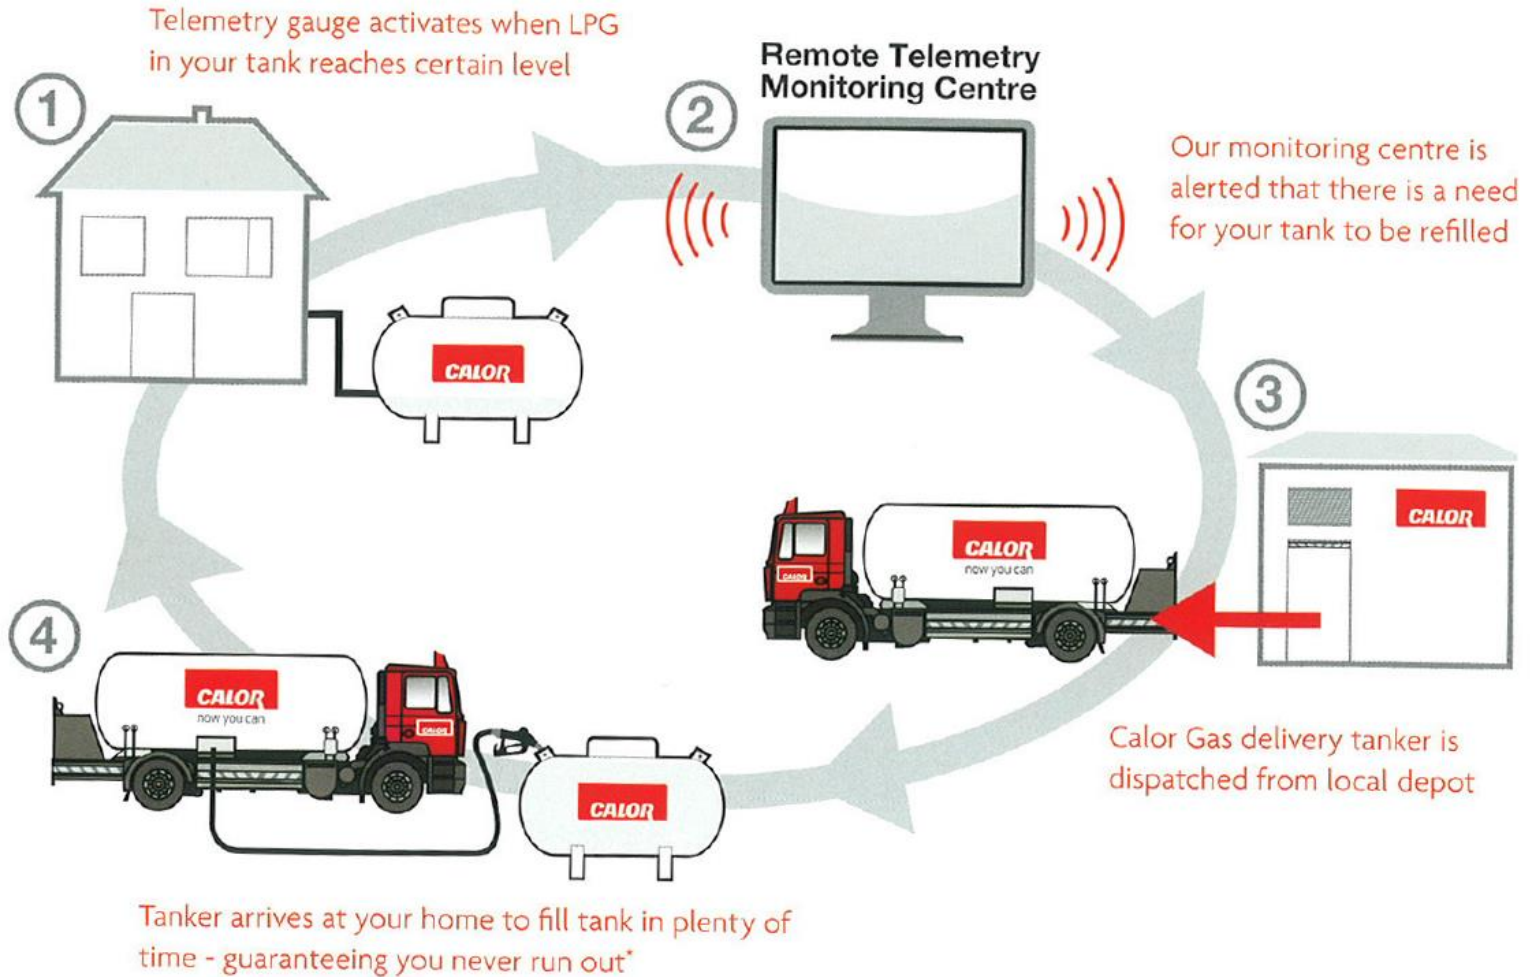 Telemetry gauge activates when LPG
in your tank reaches certain level
1
2
Remote Telemetry
Monitoring Centre
Our monitoring centre is
alerted that there is a need
for your tank to be refilled
CALOR
3
CALOR
CALOR
now you can
CALOR
4
CALOR
now you can
CALOR
CALOR
Calor Gas delivery tanker is
dispatched from local depot
Tanker arrives at your home to fill tank in plenty of
time - guaranteeing you never run out*